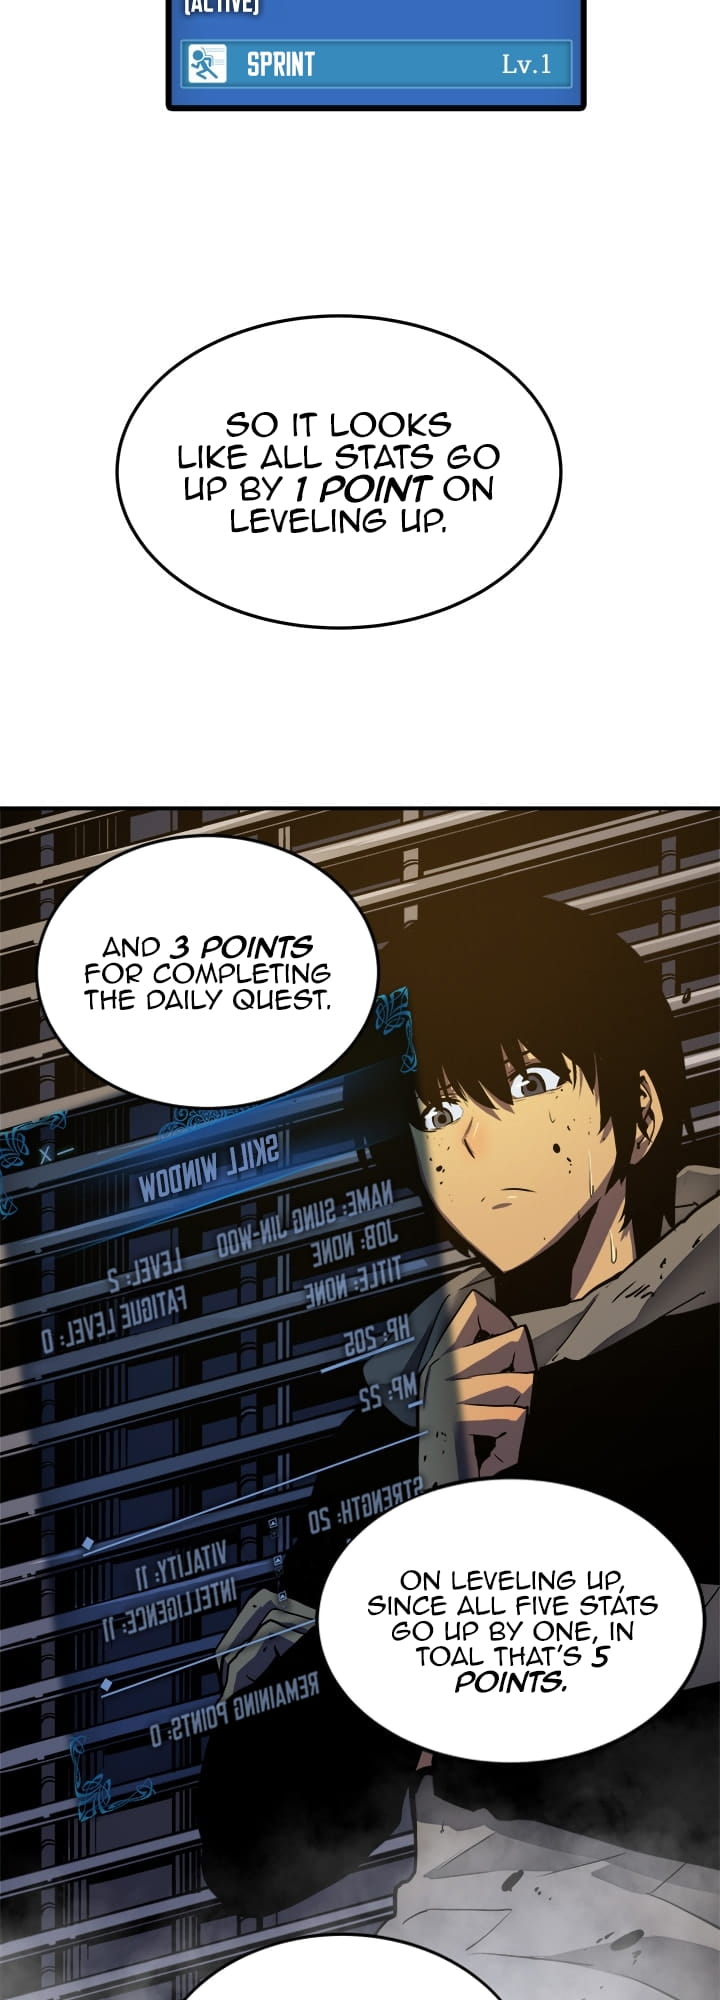 (ACTIVE)
SPRINT Lv.1
SO IT LOOKS
LIKE ALL STATS GO
UP BY 1 POINT ON
LEVELING UP.
AND 3 POINTS
FOR COMPLETING
THE DAILY QUEST.
SKILL WINDOW
NAME: SUNG JIN-WOO
JOB: NONE
LEVEL: 2
TITLE: NONE
FATIGUE LEVEL: 0
HP: 205
MP: 22
STRENGTH: 20
VITALITY: 11
INTELLIGENCE: 11
REMAINING POINTS: 0
ON LEVELING UP,
SINCE ALL FIVE STATS
GO UP BY ONE, IN
TOAL THAT'S 5
POINTS.